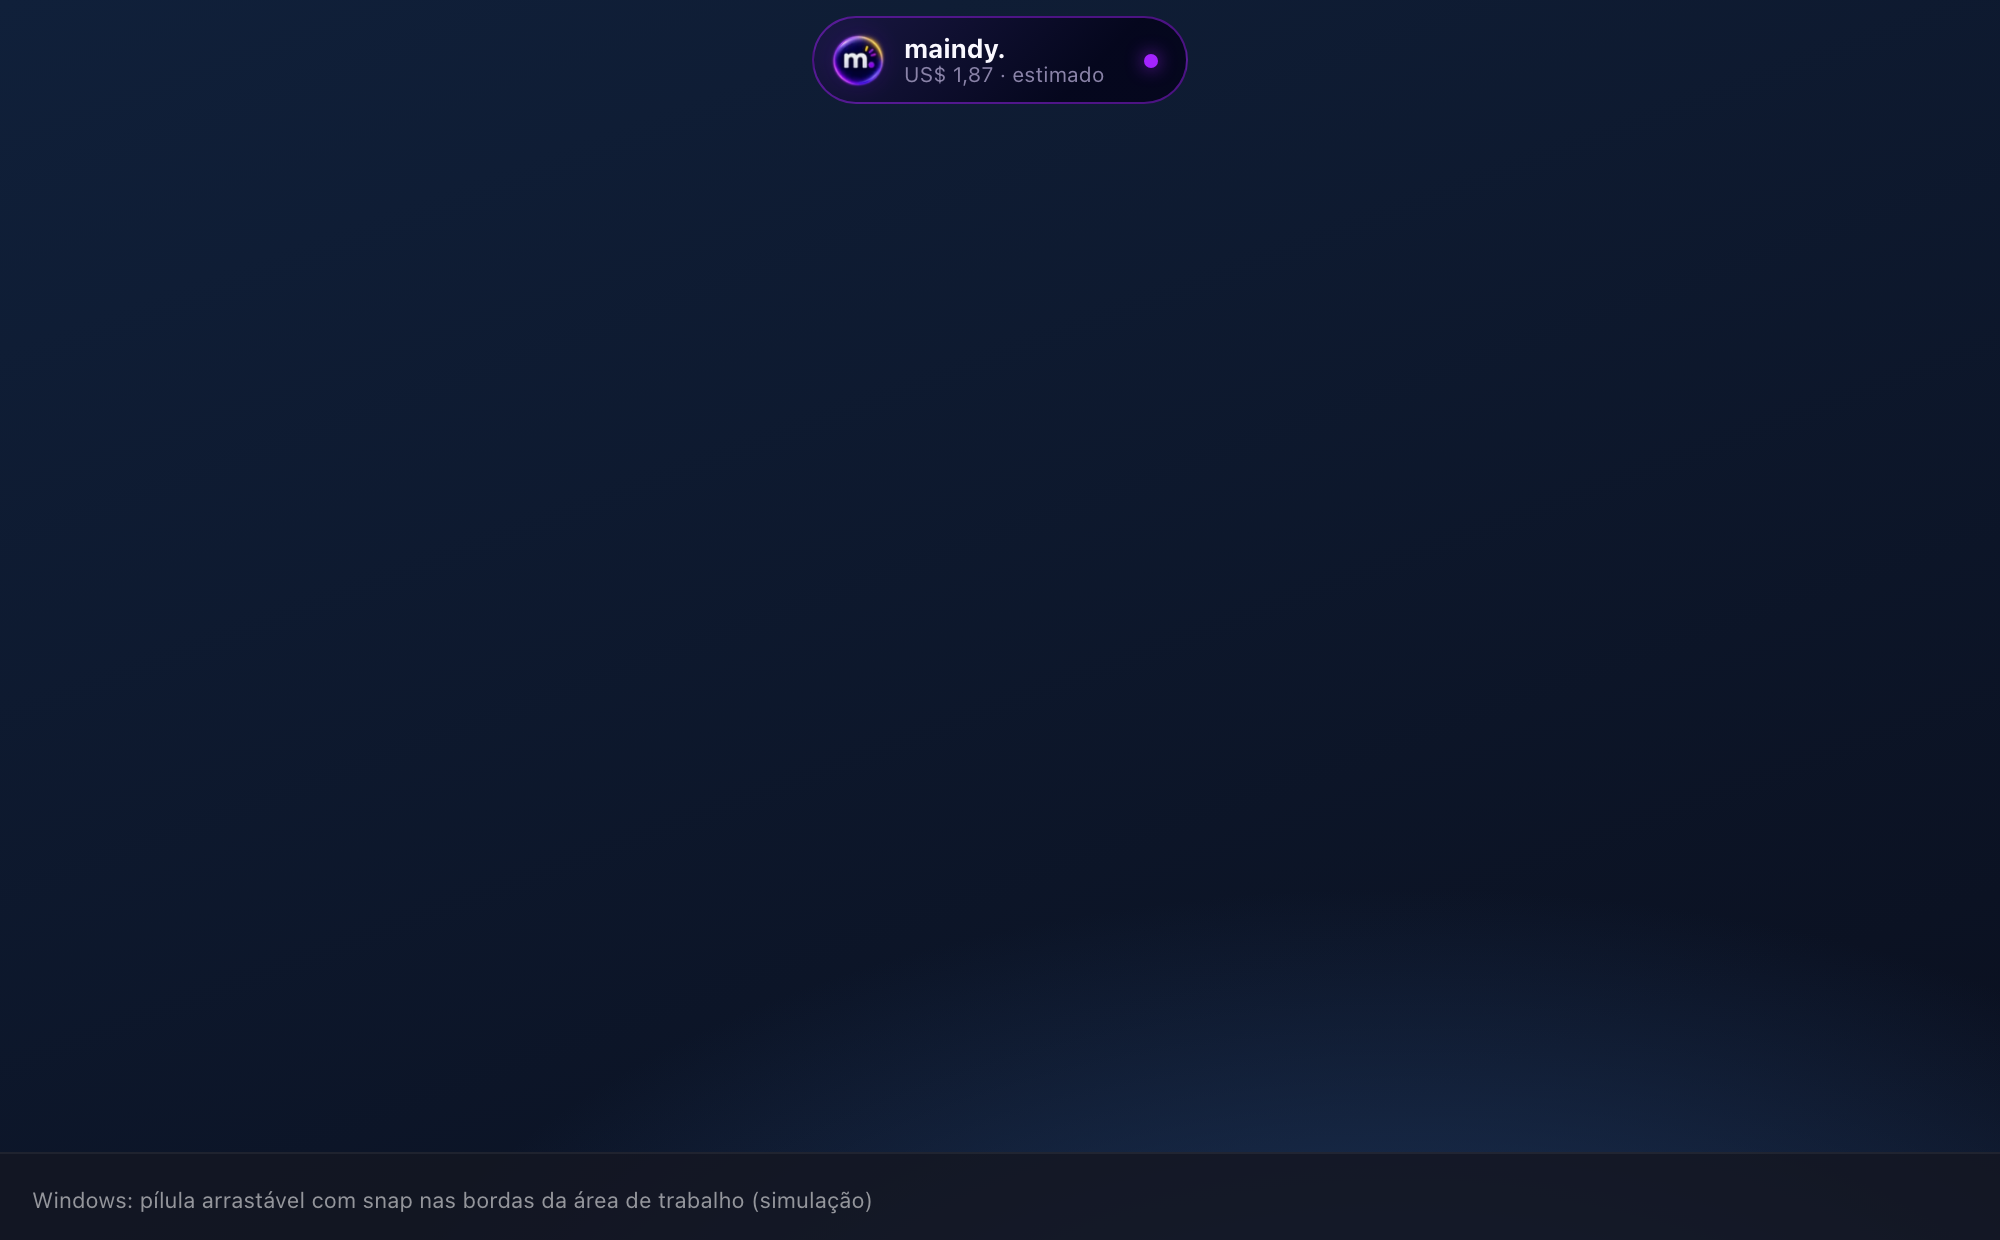 m.
maindy.
US$ 1,87 · estimado
Windows: pílula arrastável com snap nas bordas da área de trabalho (simulação)